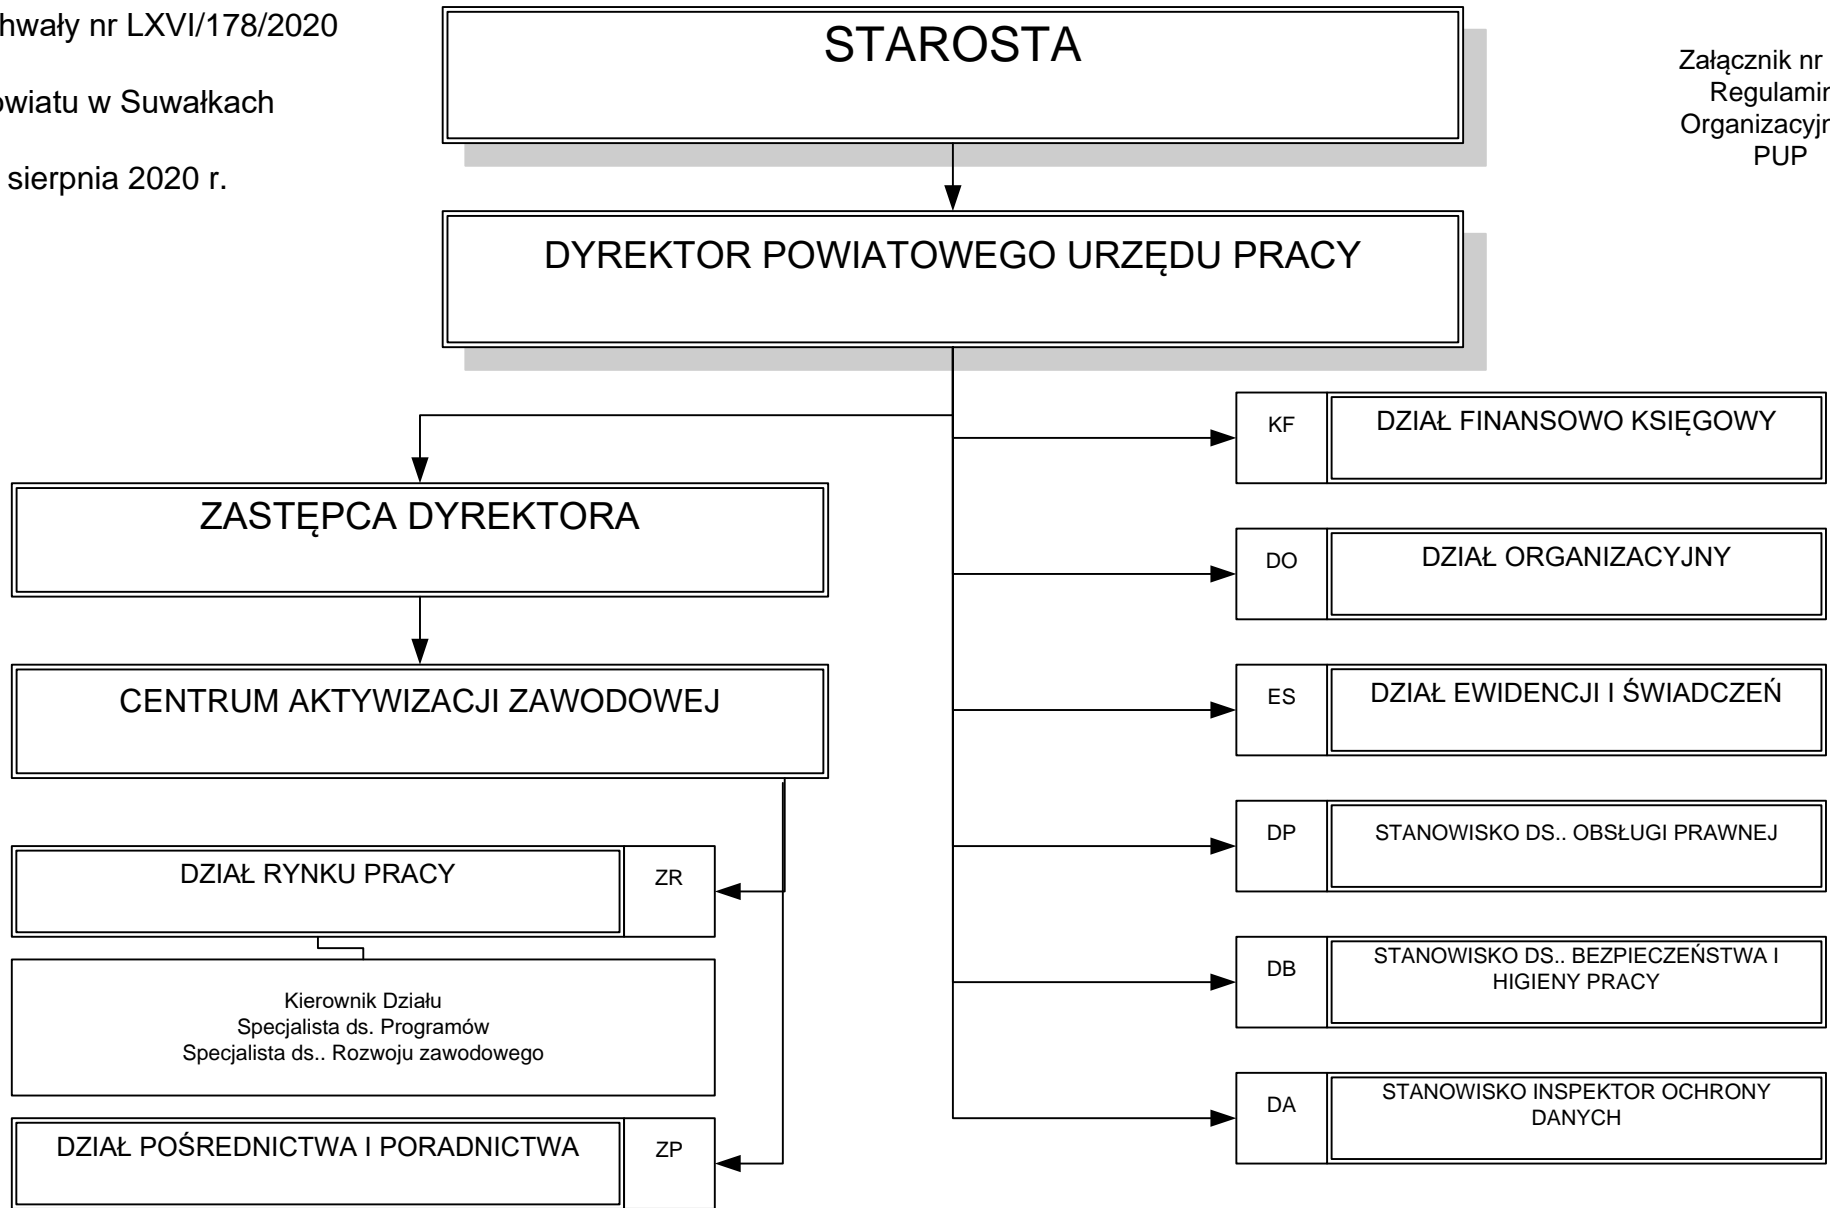 hwały nr LXVI/178/2020
owiatu w Suwałkach
sierpnia 2020 r.
STAROSTA
Załącznik nr
Regulamin
Organizacyjn
PUP
DYREKTOR POWIATOWEGO URZĘDU PRACY
ZASTĘPCA DYREKTORA
CENTRUM AKTYWIZACJI ZAWODOWEJ
DZIAŁ RYNKU PRACY
ZR
Kierownik Działu
Specjalista ds. Programów
Specjalista ds.. Rozwoju zawodowego
DZIAŁ POŚREDNICTWA I PORADNICTWA
ZP
KF
DZIAŁ FINANSOWO KSIĘGOWY
DO
DZIAŁ ORGANIZACYJNY
ES
DZIAŁ EWIDENCJI I ŚWIADCZEŃ
DP
STANOWISKO DS.. OBSŁUGI PRAWNEJ
DB
STANOWISKO DS.. BEZPIECZEŃSTWA I
HIGIENY PRACY
DA
STANOWISKO INSPEKTOR OCHRONY
DANYCH